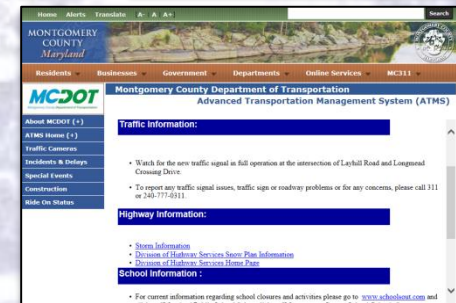 Home Alerts Translate A- A A+ Search
MONTGOMERY
COUNTY
Maryland
Residents Businesses Government Departments Online Services MC311
MCDOT
Montgomery County Department of Transportation
Advanced Transportation Management System (ATMS)
About MCDOT (+)
ATMS Home (+)
Traffic Cameras
Incidents & Delays
Special Events
Construction
Ride On Status
Traffic Information:
• Watch for the new traffic signal in full operation at the intersection of Layhill Road and Longmead
Crossing Drive.
• To report any traffic signal issues, traffic sign or roadway problems or for any concerns, please call 311
or 240-777-0311.
Highway Information:
• Storm Information
• Division of Highway Services Snow Plan Information
• Division of Highway Services Home Page
School Information :
• For current information regarding school closures and activities please go to www.schoolsout.com and